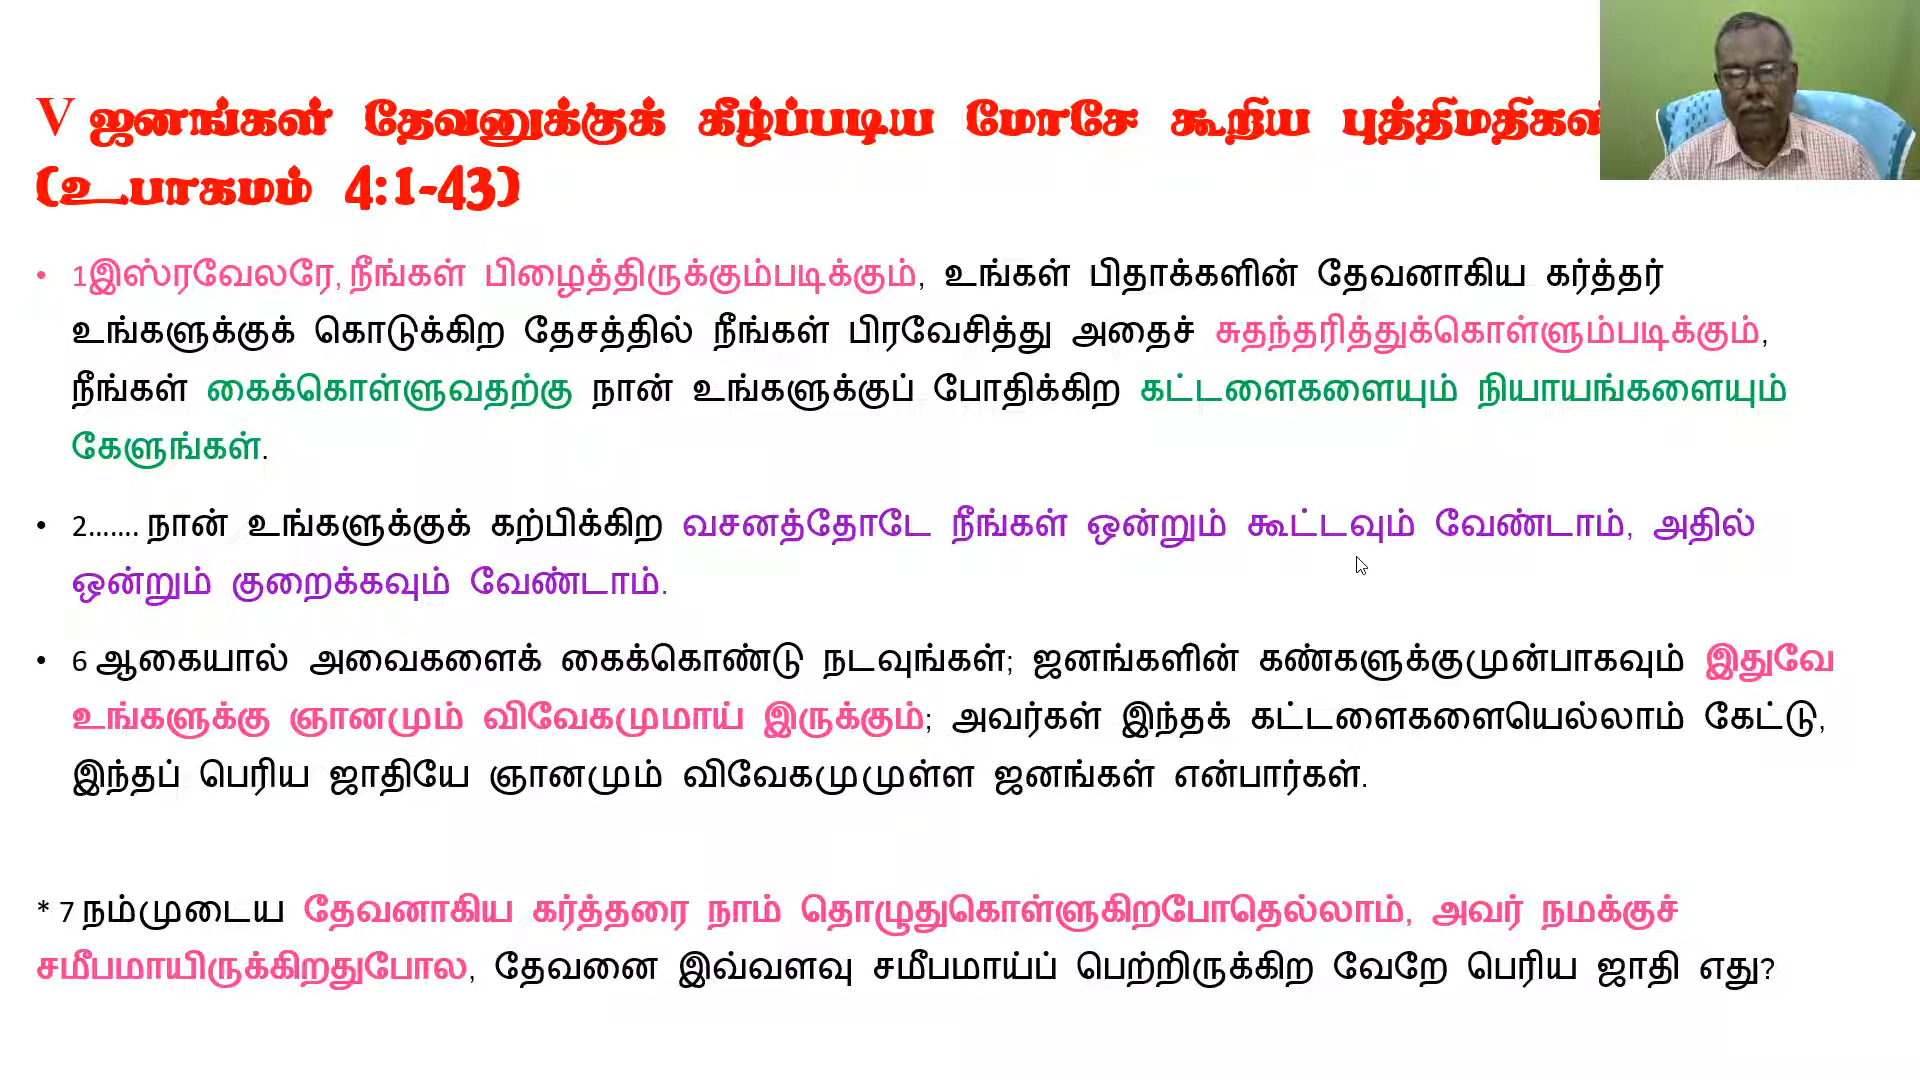 V ஜனங்கள் தேவனுக்குக் கீழ்ப்படிய மோசே கூறிய
(உபாகமம் 4:1-43)
• 1இஸ்ரவேலரே, நீங்கள் பிழைத்திருக்கும்படிக்கும், உங்கள் பிதாக்களின் தேவனாகிய கர்த்தர்
உங்களுக்குக் கொடுக்கிற தேசத்தில் நீங்கள் பிரவேசித்து அதைச் சுதந்தரித்துக்கொள்ளும்படிக்கும்,
நீங்கள் கைக்கொள்ளுவதற்கு நான் உங்களுக்குப் போதிக்கிற கட்டளைகளையும் நியாயங்களையும்
கேளுங்கள்.
• 2....... நான் உங்களுக்குக் கற்பிக்கிற வசனத்தோடே நீங்கள் ஒன்றும் கூட்டவும் வேண்டாம், அதில்
ஒன்றும் குறைக்கவும் வேண்டாம்.
• 6 ஆகையால் அவைகளைக் கைக்கொண்டு நடவுங்கள்; ஜனங்களின் கண்களுக்குமுன்பாகவும் இதுவே
உங்களுக்கு ஞானமும் விவேகமுமாய் இருக்கும்; அவர்கள் இந்தக் கட்டளைகளையெல்லாம் கேட்டு,
இந்தப் பெரிய ஜாதியே ஞானமும் விவேகமுமுள்ள ஜனங்கள் என்பார்கள்.
* 7 நம்முடைய தேவனாகிய கர்த்தரை நாம் தொழுதுகொள்ளுகிறபோதெல்லாம், அவர் நமக்குச்
சமீபமாயிருக்கிறதுபோல, தேவனை இவ்வளவு சமீபமாய்ப் பெற்றிருக்கிற வேறே பெரிய ஜாதி எது?